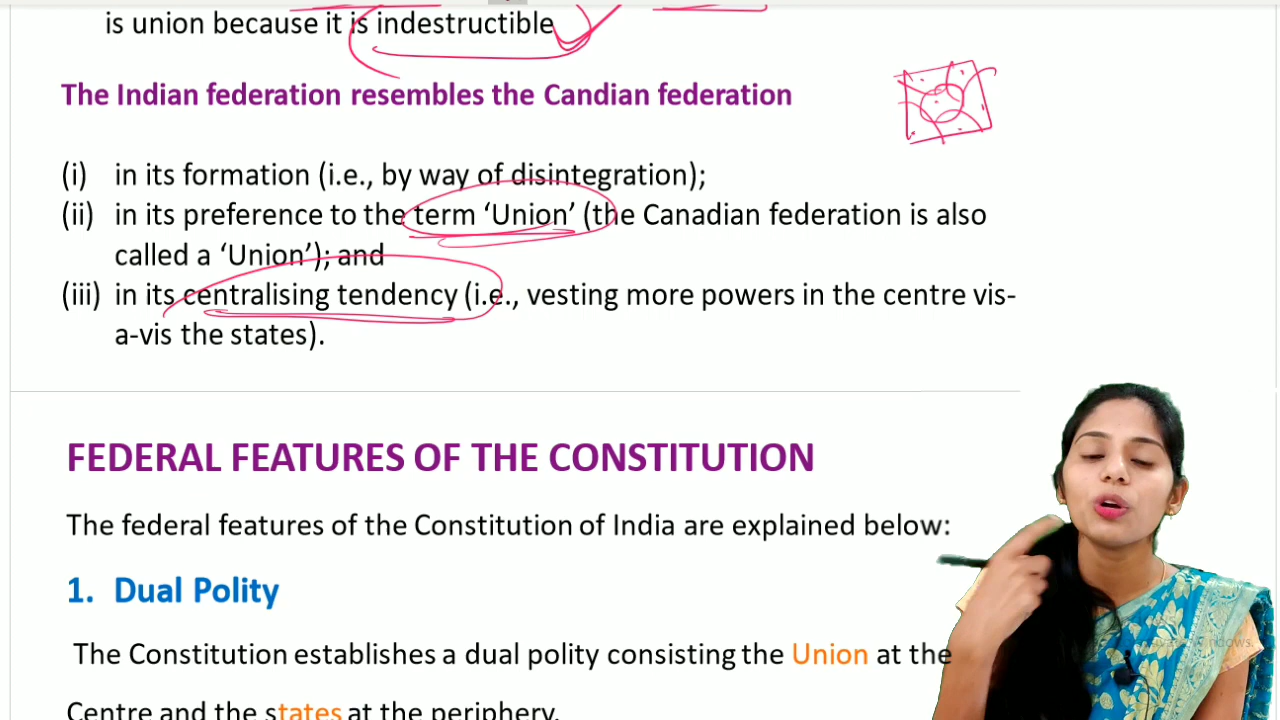 is union because it is indestructible
The Indian federation resembles the Candian federation
(i) in its formation (i.e., by way of disintegration);
(ii) in its preference to the term ‘Union’ (the Canadian federation is also
called a ‘Union’); and
(iii) in its centralising tendency (i.e., vesting more powers in the centre vis-
a-vis the states).
FEDERAL FEATURES OF THE CONSTITUTION
The federal features of the Constitution of India are explained below:
1. Dual Polity
The Constitution establishes a dual polity consisting the Union at the
Centre and the states at the periphery.